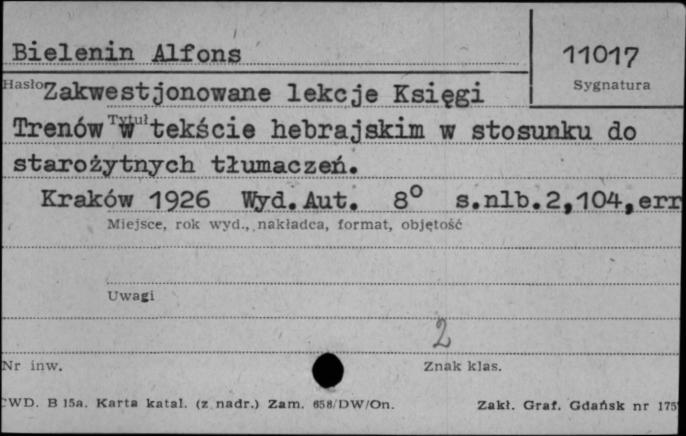 Bielenin Alfons
11017
Hasło
Sygnatura
Zakwestjonowane lekcje Księgi
Tytuł
Trenów w tekście hebrajskim w stosunku do
starożytnych tłumaczeń.
Kraków 1926 Wyd.Aut. 8° s.nlb.2,104,err
Miejsce, rok wyd., nakładca, format, objętość
Uwagi
2
Nr inw.
Znak klas.
CWD. B 15a. Karta katal. (z nadr.) Zam. 658/DW/On.
Zakł. Graf. Gdańsk nr 175